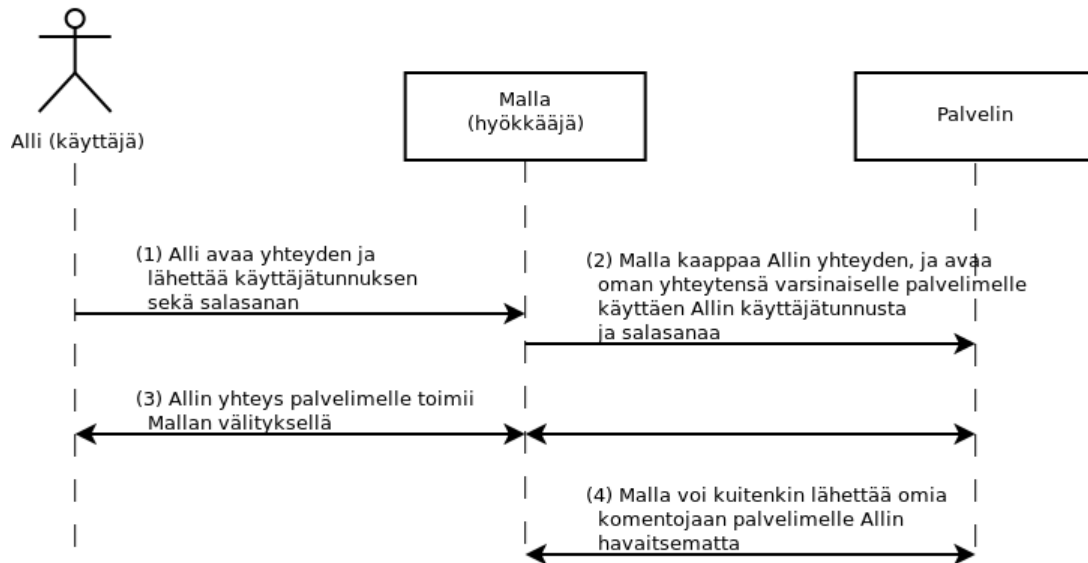 Alli (käyttäjä)
Malla
(hyökkääjä)
Palvelin
(1) Alli avaa yhteyden ja
lähettää käyttäjätunnuksen
sekä salasanan
(2) Malla kaappaa Allin yhteyden, ja avaa
oman yhteytensä varsinaiselle palvelimelle
käyttäen Allin käyttäjätunnusta
ja salasanaa
(3) Allin yhteys palvelimelle toimii
Mallan välityksellä
(4) Malla voi kuitenkin lähettää omia
komentojaan palvelimelle Allin
havaitsematta